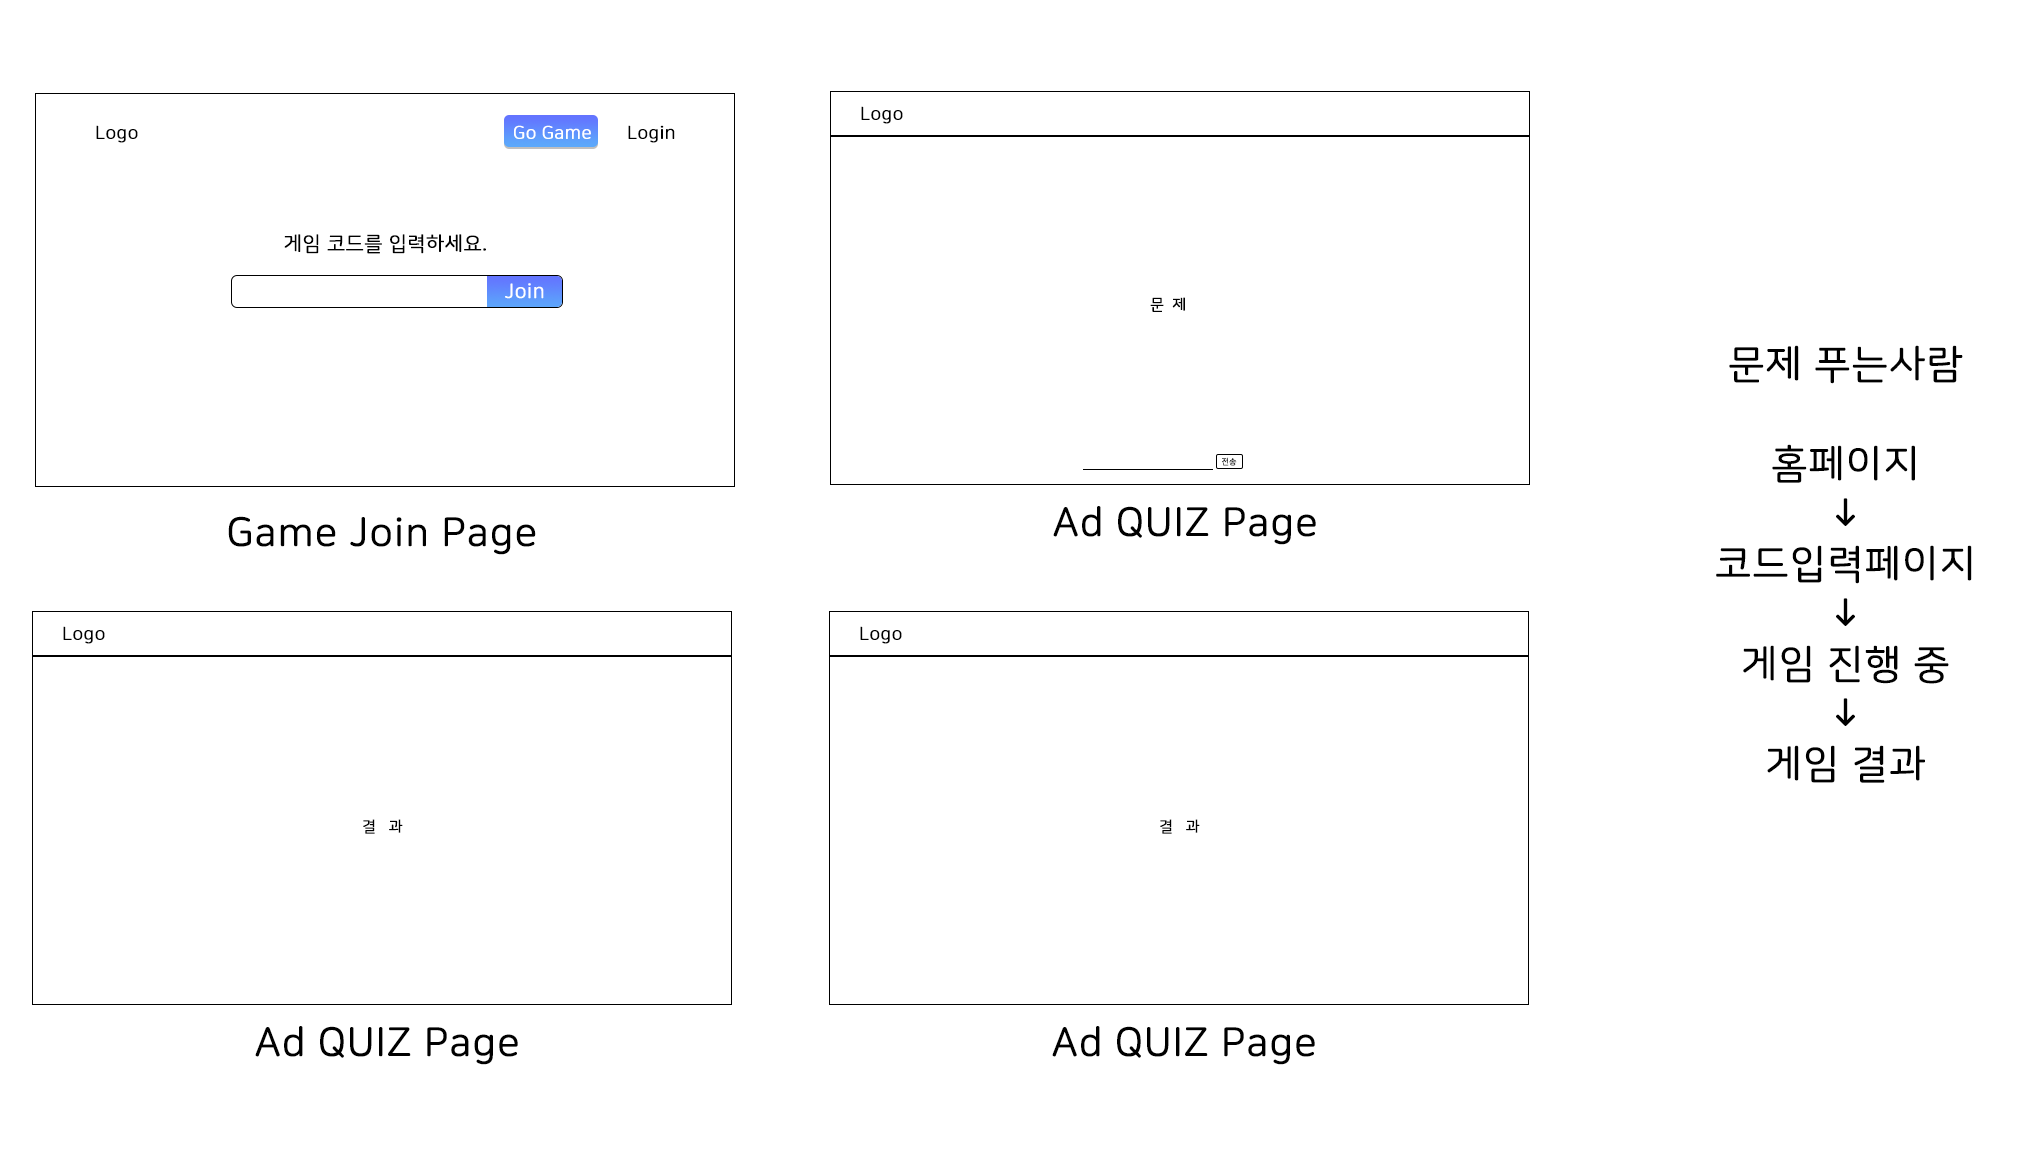 Logo
Go Game
Login
게임 코드를 입력하세요.
Join
Game Join Page
Logo
문 제
전송
Ad QUIZ Page
Logo
결 과
Ad QUIZ Page
Logo
결 과
Ad QUIZ Page
문제 푸는사람
홈페이지
↓
코드입력페이지
↓
게임 진행 중
↓
게임 결과